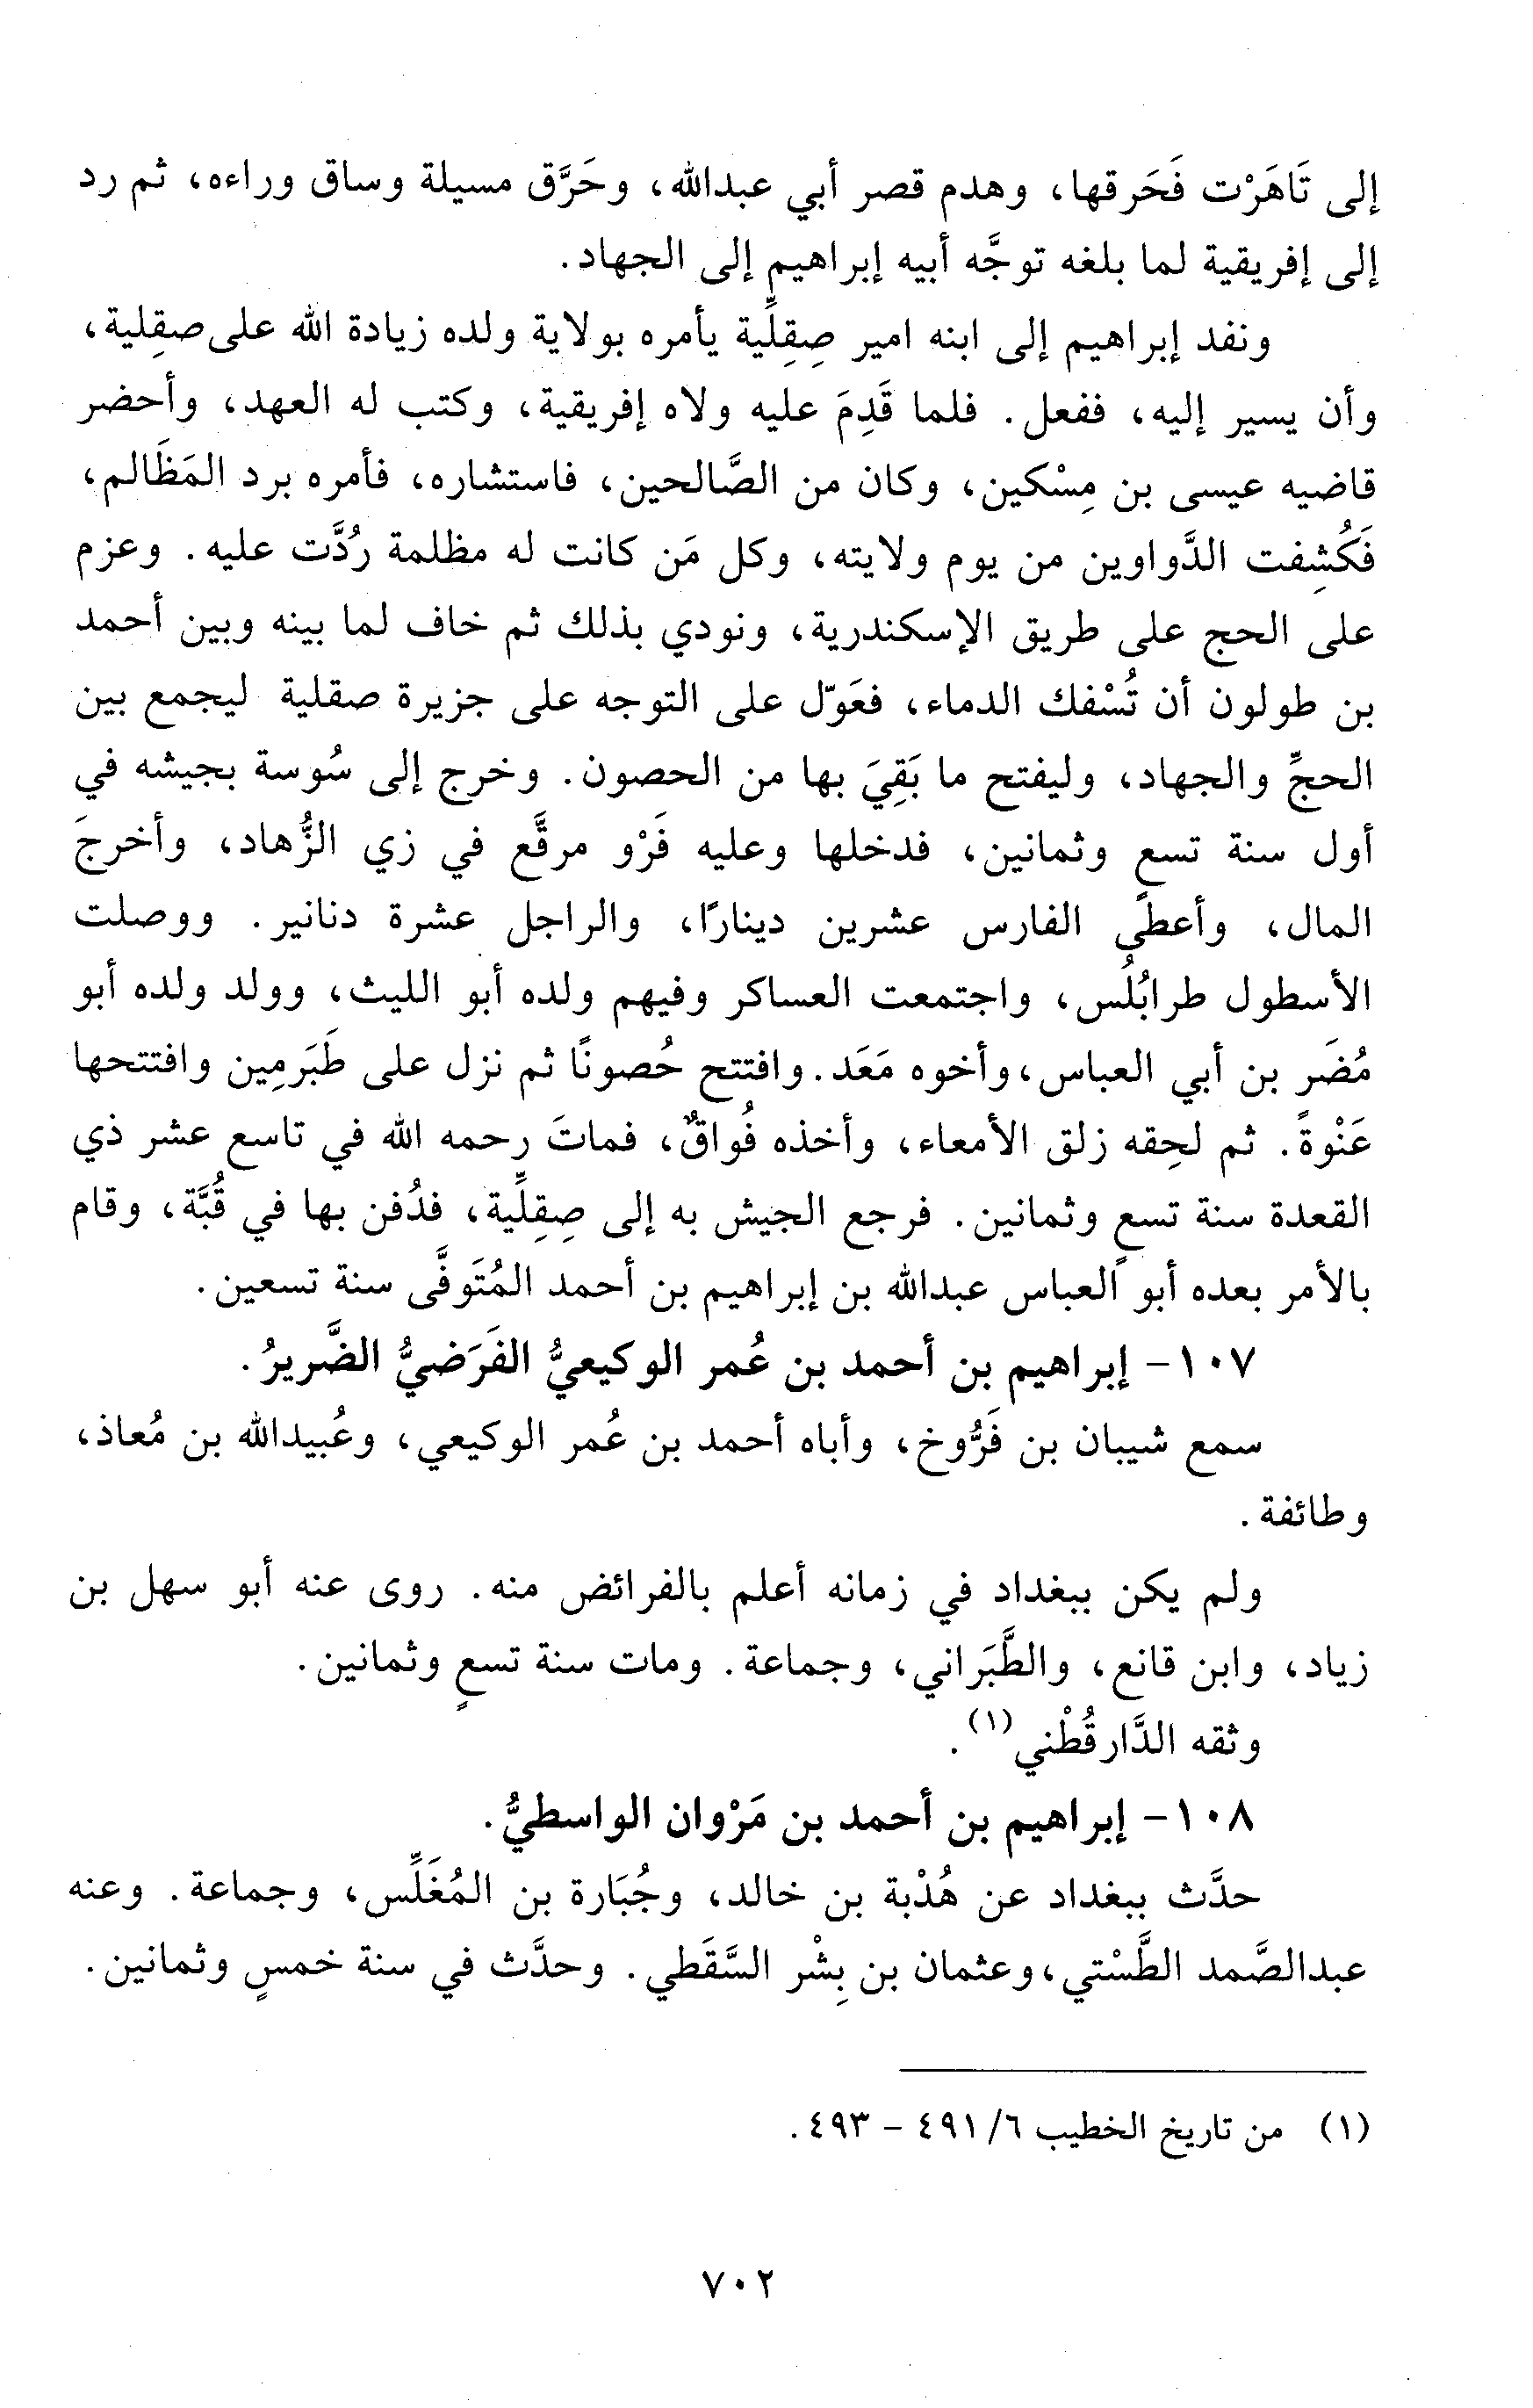 إلى تَاهَرْت فَحَرقها، وهدم قصر أبي عبدالله، وحَرَّق مسيلة وساق وراءه، ثم رد
إلى إفريقية لما بلغه توجَّه أبيه إبراهيم إلى الجهاد.
ونفد إبراهيم إلى ابنه امير صِقِلِّية يأمره بولاية ولده زيادة الله على صقِلية،
وأن يسير إليه، ففعل. فلما قَدِمَ عليه ولاه إفريقية، وكتب له العهد، وأحضر
قاضيه عيسى بن مِسْكين، وكان من الصَّالحين، فاستشاره، فأمره برد المَظَالم،
فَكُشِفت الدَّواوين من يوم ولايته، وكل مَن كانت له مظلمة رُدَّت عليه. وعزم
على الحج على طريق الإسكندرية، ونودي بذلك ثم خاف لما بينه وبين أحمد
بن طولون أن تُسْفك الدماء، فعَوّل على التوجه على جزيرة صقلية ليجمع بين
الحجِّ والجهاد، وليفتح ما بَقِيَ بها من الحصون. وخرج إلى سُوسة بجيشه في
أول سنة تسعٍ وثمانين، فدخلها وعليه فَرْو مرقَّع في زي الزُّهاد، وأخرجَ
المال، وأعطى الفارس عشرين دينارًا، والراجل عشرة دنانير. ووصلت
الأسطول طرابُلُس، واجتمعت العساكر وفيهم ولده أبو الليث، وولد ولده أبو
مُضَر بن أبي العباس، وأخوه مَعَد. وافتتح حُصونًا ثم نزل على طَبَرمِين وافتتحها
عَنْوةً. ثم لحِقه زلق الأمعاء، وأخذه فُواقٌ، فماتَ رحمه الله في تاسع عشر ذي
القعدة سنة تسعٍ وثمانين. فرجع الجيش به إلى صِقِلِّية، فدُفن بها في قُبَّة، وقام
بالأمر بعده أبو العباس عبدالله بن إبراهيم بن أحمد المُتَوفَّى سنة تسعين.
١٠٧- إبراهيم بن أحمد بن عُمر الوكيعيُّ الفَرَضيُّ الضَّريرُ.
سمع شيبان بن فَرُّوخ، وأباه أحمد بن عُمر الوكيعي، وعُبيدالله بن مُعاذ،
وطائفة.
ولم يكن ببغداد في زمانه أعلم بالفرائض منه. روى عنه أبو سهل بن
زياد، وابن قانع، والطَّبَراني، وجماعة. ومات سنة تسعٍ وثمانين.
وثقه الدَّارقُطْني(١).
١٠٨- إبراهيم بن أحمد بن مَرْوان الواسطيُّ.
حدَّث ببغداد عن هُدْبة بن خالد، وجُبَارة بن المُغَلِّس، وجماعة. وعنه
عبدالصَّمد الطَّسْتي، وعثمان بن بِشْر السَّقَطي. وحدَّث في سنة خمسٍ وثمانين.
(١) من تاريخ الخطيب ٦/ ٤٩١ - ٤٩٣.
٧٠٢